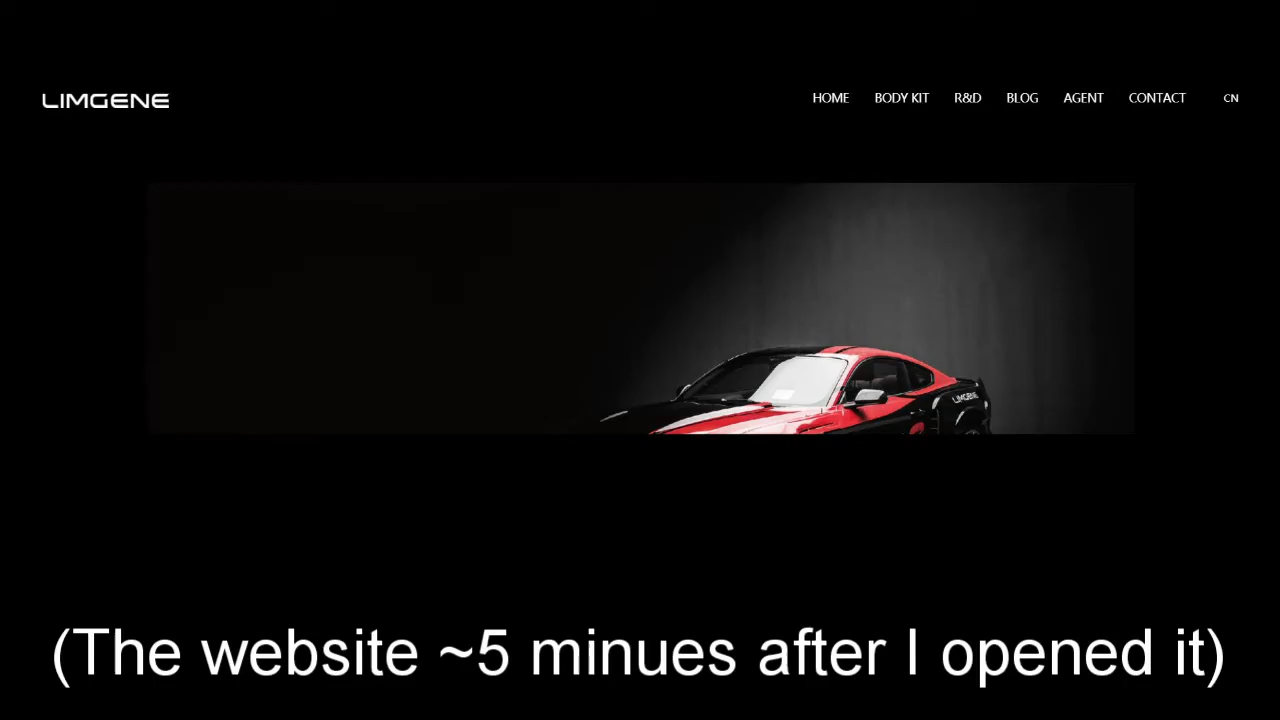 LIMGENE
HOME BODY KIT R&D BLOG AGENT CONTACT CN
LIMGENE
(The website ~5 minues after I opened it)